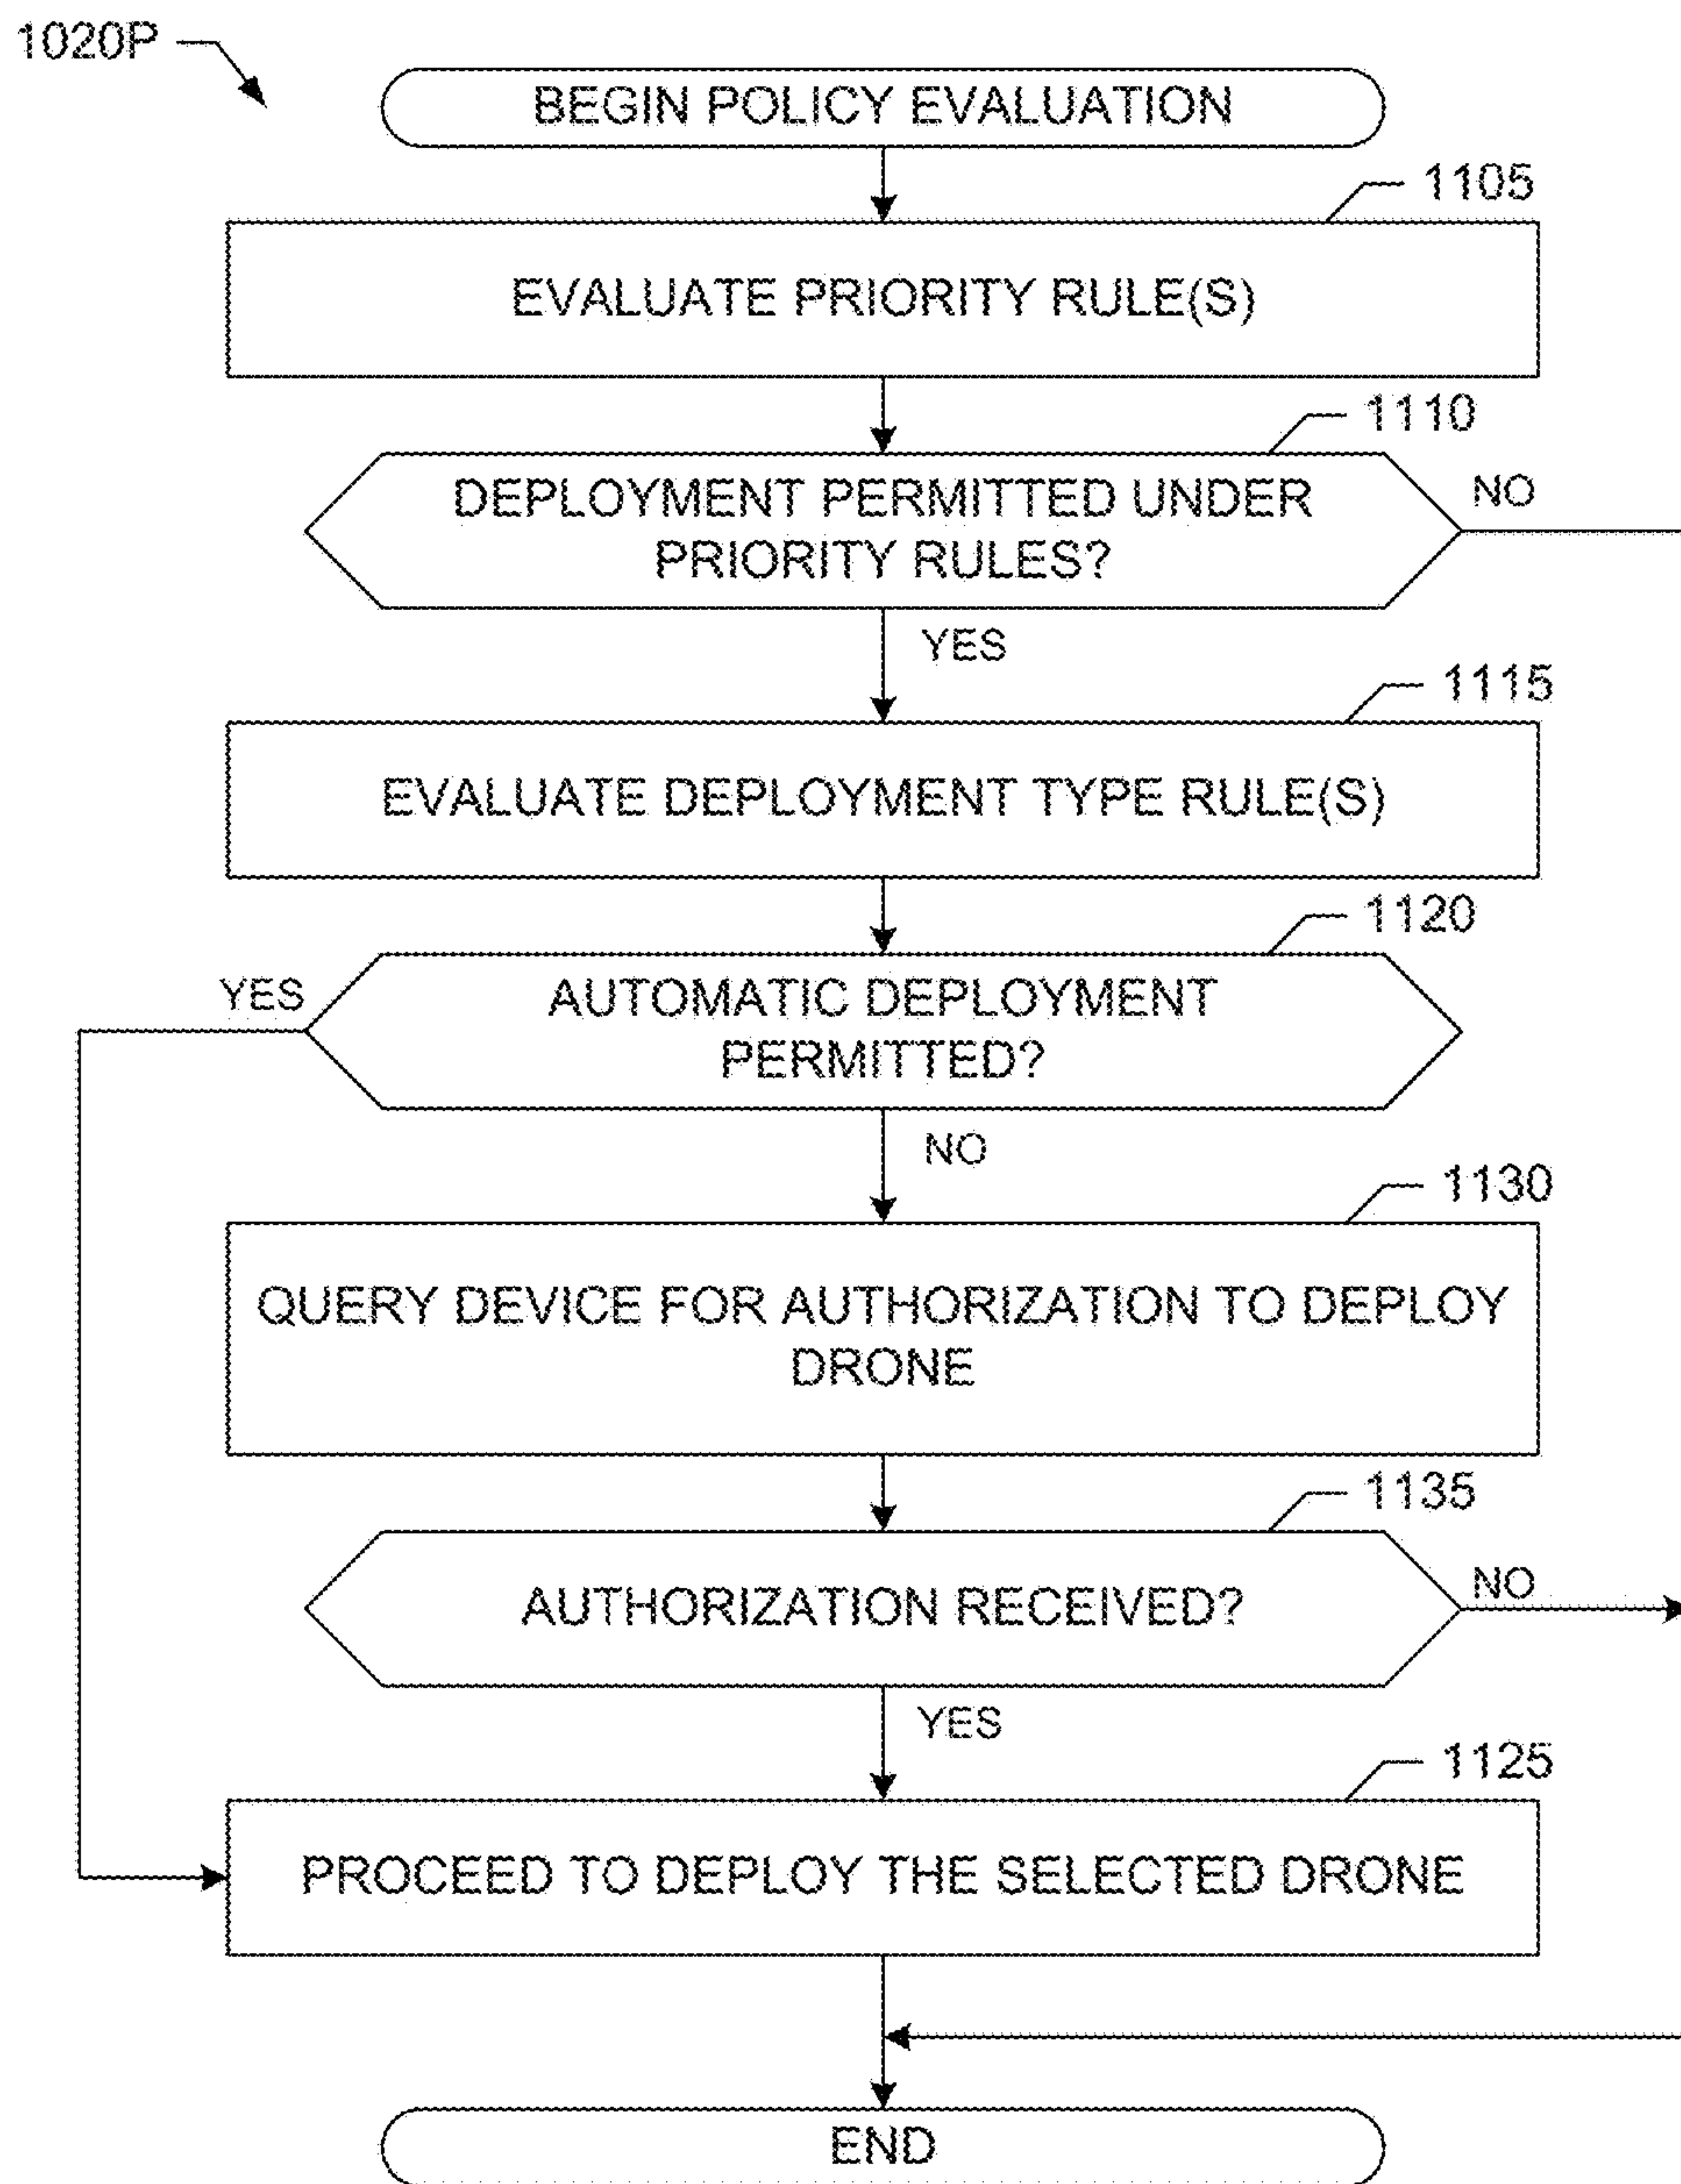 1020P
BEGIN POLICY EVALUATION
1105
EVALUATE PRIORITY RULE(S)
1110
DEPLOYMENT PERMITTED UNDER
PRIORITY RULES?
NO
YES
1115
EVALUATE DEPLOYMENT TYPE RULE(S)
1120
YES
AUTOMATIC DEPLOYMENT
PERMITTED?
NO
1130
QUERY DEVICE FOR AUTHORIZATION TO DEPLOY
DRONE
1135
AUTHORIZATION RECEIVED?
NO
YES
1125
PROCEED TO DEPLOY THE SELECTED DRONE
END